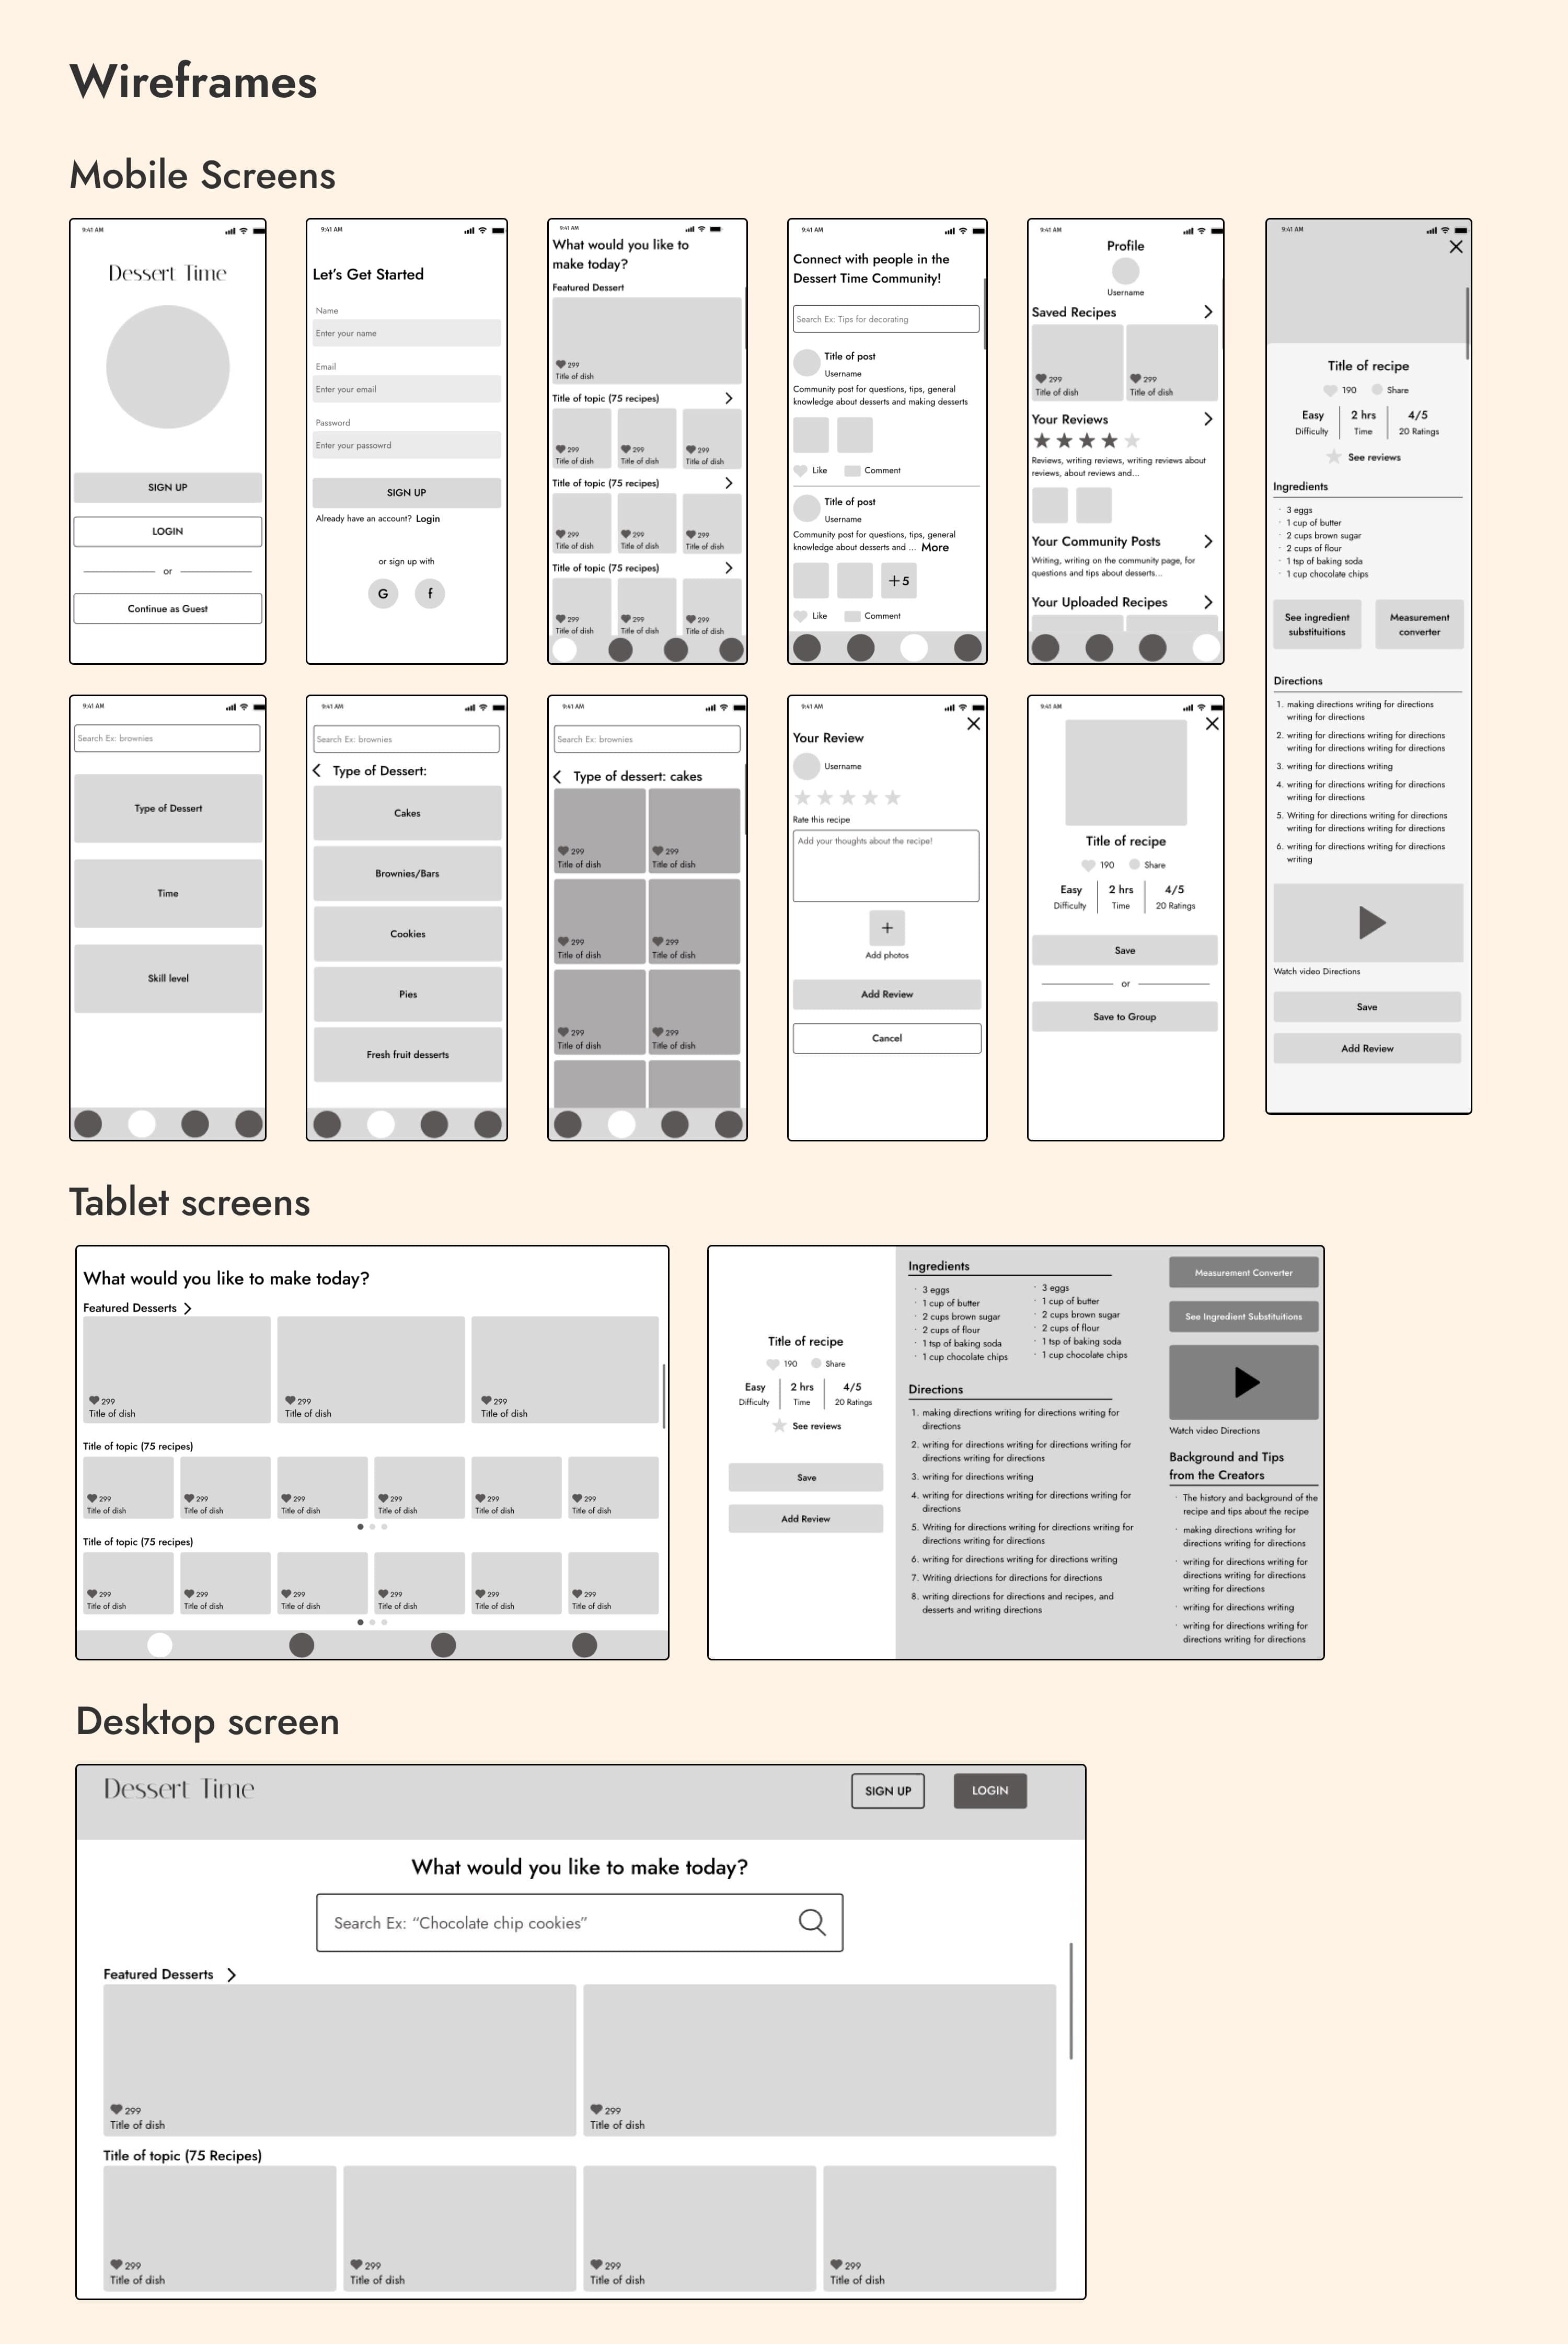 Wireframes
Mobile Screens
9:41 AM
Dessert Time
SIGN UP
LOGIN
or
Continue as Guest
9:41 AM
Let's Get Started
Name
Enter your name
Email
Enter your email
Password
Enter your passowrd
SIGN UP
Already have an account? Login
or sign up with
G f
9:41 AM
What would you like to
make today?
Featured Dessert
299
Title of dish
Title of topic (75 recipes)
299 299 299
Title of dish Title of dish Title of dish
Title of topic (75 recipes)
299 299 299
Title of dish Title of dish Title of dish
Title of topic (75 recipes)
299 299 299
Title of dish Title of dish Title of dish
9:41 AM
Connect with people in the
Dessert Time Community!
Search Ex: Tips for decorating
Title of post
Username
Community post for questions, tips, general
knowledge about desserts and making desserts
Like Comment
Title of post
Username
Community post for questions, tips, general
knowledge about desserts and ... More
+5
Like Comment
9:41 AM
Profile
Username
Saved Recipes
299 299
Title of dish Title of dish
Your Reviews
Reviews, writing reviews, writing reviews about
reviews, about reviews and...
Your Community Posts
Writing, writing on the community page, for
questions and tips about desserts...
Your Uploaded Recipes
9:41 AM
Title of recipe
190 Share
Easy 2 hrs 4/5
Difficulty Time 20 Ratings
See reviews
Ingredients
· 3 eggs
· 1 cup of butter
· 2 cups brown sugar
· 2 cups of flour
· 1 tsp of baking soda
· 1 cup chocolate chips
See ingredient
substituitions
Measurement
converter
Directions
1. making directions writing for directions
writing for directions
2. writing for directions writing for directions
writing for directions writing for directions
3. writing for directions writing
4. writing for directions writing for directions
writing for directions
5. Writing for directions writing for directions
writing for directions writing for directions
6. writing for directions writing for directions
writing
Watch video Directions
Save
Add Review
9:41 AM
Search Ex: brownies
Type of Dessert
Time
Skill level
9:41 AM
Search Ex: brownies
Type of Dessert:
Cakes
Brownies/Bars
Cookies
Pies
Fresh fruit desserts
9:41 AM
Search Ex: brownies
Type of dessert: cakes
299 299
Title of dish Title of dish
299 299
Title of dish Title of dish
299 299
Title of dish Title of dish
9:41 AM
Your Review
Username
Rate this recipe
Add your thoughts about the recipe!
+
Add photos
Add Review
Cancel
9:41 AM
Title of recipe
190 Share
Easy 2 hrs 4/5
Difficulty Time 20 Ratings
Save
or
Save to Group
Tablet screens
What would you like to make today?
Featured Desserts
299 299 299
Title of dish Title of dish Title of dish
Title of topic (75 recipes)
299 299 299 299 299 299
Title of dish Title of dish Title of dish Title of dish Title of dish Title of dish
Title of topic (75 recipes)
299 299 299 299 299 299
Title of dish Title of dish Title of dish Title of dish Title of dish Title of dish
Title of recipe
190 Share
Easy 2 hrs 4/5
Difficulty Time 20 Ratings
See reviews
Save
Add Review
Ingredients
· 3 eggs · 3 eggs
· 1 cup of butter · 1 cup of butter
· 2 cups brown sugar · 2 cups brown sugar
· 2 cups of flour · 2 cups of flour
· 1 tsp of baking soda · 1 tsp of baking soda
· 1 cup chocolate chips · 1 cup chocolate chips
Directions
1. making directions writing for directions writing for
directions
2. writing for directions writing for directions writing for
directions writing for directions
3. writing for directions writing
4. writing for directions writing for directions writing for
directions
5. Writing for directions writing for directions writing for
directions writing for directions
6. writing for directions writing for directions writing
7. Writing driections for directions for directions
8. writing directions for directions and recipes, and
desserts and writing directions
Measurement Converter
See Ingredient Substituitions
Watch video Directions
Background and Tips
from the Creators
· The history and background of the
recipe and tips about the recipe
· making directions writing for
directions writing for directions
· writing for directions writing for
directions writing for directions
writing for directions
· writing for directions writing
· writing for directions writing for
directions writing for directions
Desktop screen
Dessert Time
SIGN UP
LOGIN
What would you like to make today?
Search Ex: “Chocolate chip cookies”
Featured Desserts
299 299
Title of dish Title of dish
Title of topic (75 Recipes)
299 299 299 299
Title of dish Title of dish Title of dish Title of dish